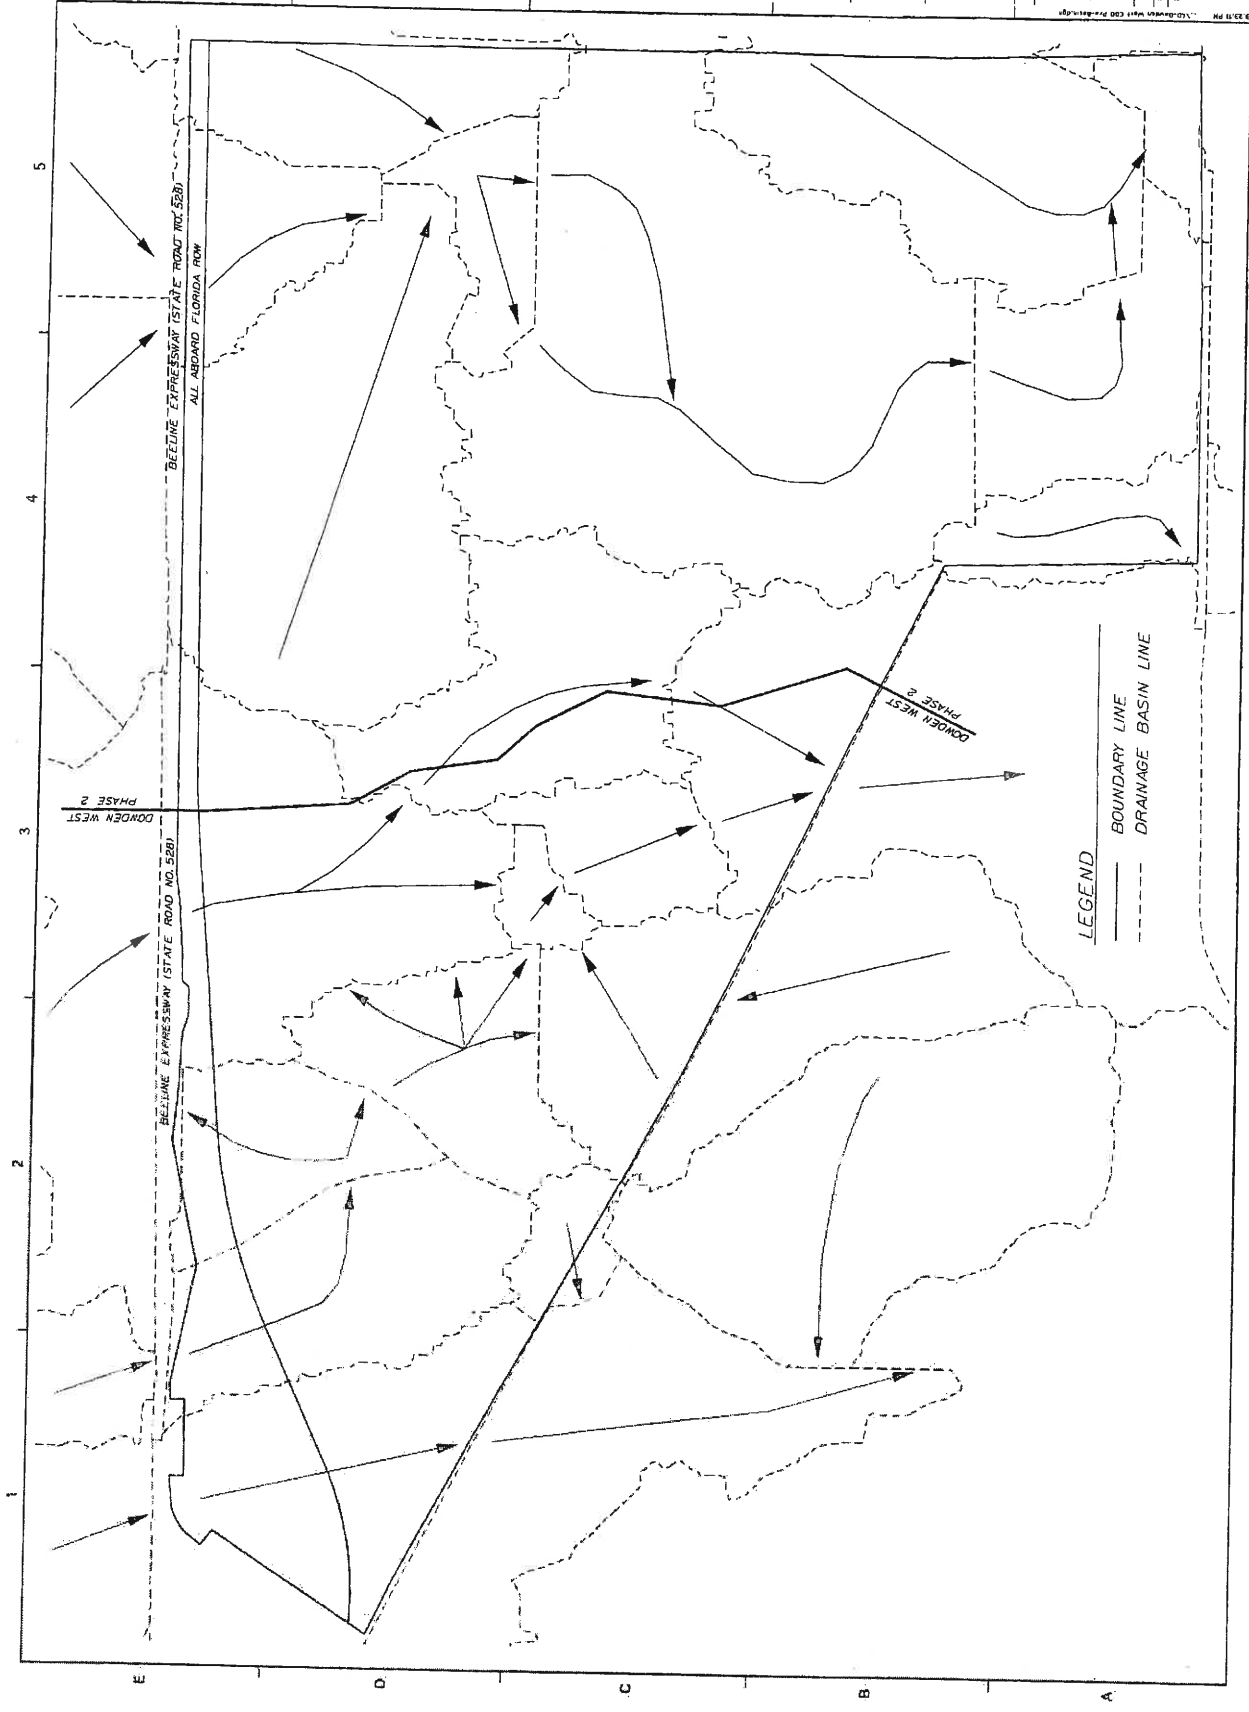 5
4
3
2
1
E
D
C
B
A
BEELINE EXPRESSWAY (STATE ROAD NO. 528)
ALL ABOARD FLORIDA ROW
DOWDEN WEST
PHASE 2
BEELINE EXPRESSWAY (STATE ROAD NO. 528)
DOWDEN WEST
PHASE 2
LEGEND
BOUNDARY LINE
DRAINAGE BASIN LINE